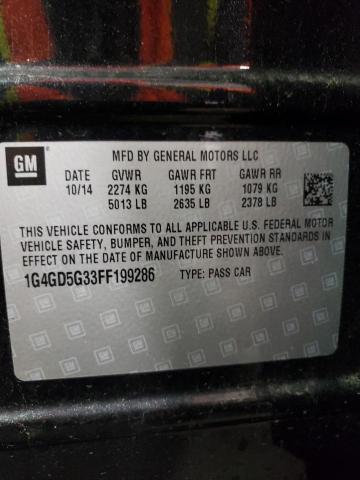 GM
MFD BY GENERAL MOTORS LLC
DATE GVWR GAWR FRT GAWR RR
10/14 2274 KG 1195 KG 1079 KG
5013 LB 2635 LB 2378 LB
THIS VEHICLE CONFORMS TO ALL APPLICABLE U.S. FEDERAL MOTOR
VEHICLE SAFETY, BUMPER, AND THEFT PREVENTION STANDARDS IN
EFFECT ON THE DATE OF MANUFACTURE SHOWN ABOVE.
1G4GD5G33FF199286 TYPE: PASS CAR